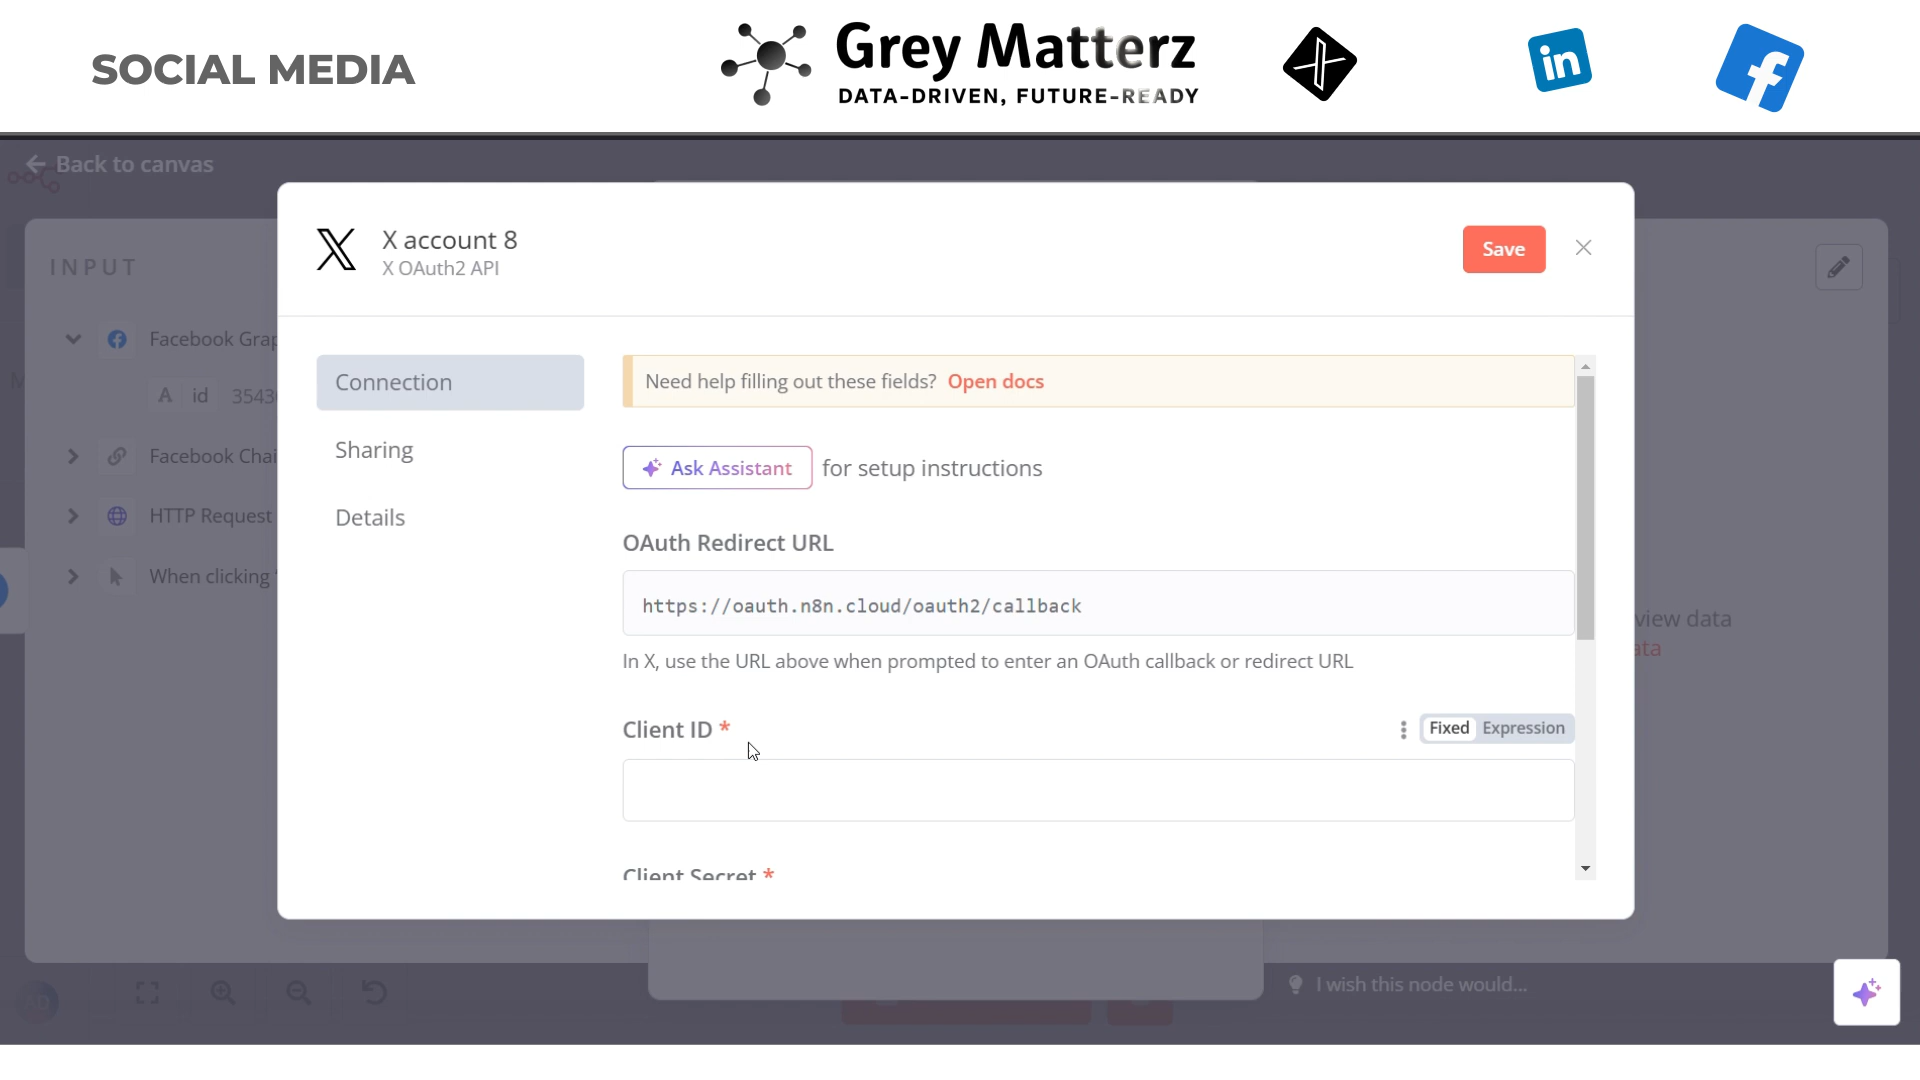 SOCIAL MEDIA
Grey Matterz
DATA-DRIVEN, FUTURE-READY
in
Back to canvas
X account 8
X OAuth2 API
Save
INPUT
Facebook Grap
A id 3543
Facebook Chai
HTTP Request
When clicking
Connection
Sharing
Details
Need help filling out these fields? Open docs
Ask Assistant for setup instructions
OAuth Redirect URL
https://oauth.n8n.cloud/oauth2/callback
In X, use the URL above when prompted to enter an OAuth callback or redirect URL
Client ID *
Fixed Expression
Client Secret *
view data
ata
I wish this node would...